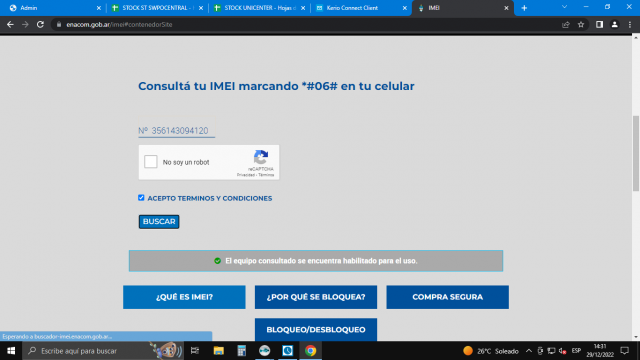 Admin
STOCK ST SWPOCENTRAL -
STOCK UNICENTER - Hojas d
Kerio Connect Client
IMEI
enacom.gob.ar/imei#contenedorSite
Consultá tu IMEI marcando *#06# en tu celular
Nº 356143094120
No soy un robot
reCAPTCHA
Privacidad - Términos
ACEPTO TERMINOS Y CONDICIONES
BUSCAR
El equipo consultado se encuentra habilitado para el uso.
¿QUÉ ES IMEI?
¿POR QUÉ SE BLOQUEA?
COMPRA SEGURA
BLOQUEO/DESBLOQUEO
Esperando a buscador-imei.enacom.gob.ar...
Escribe aquí para buscar
26°C Soleado
ESP
14:31
29/12/2022